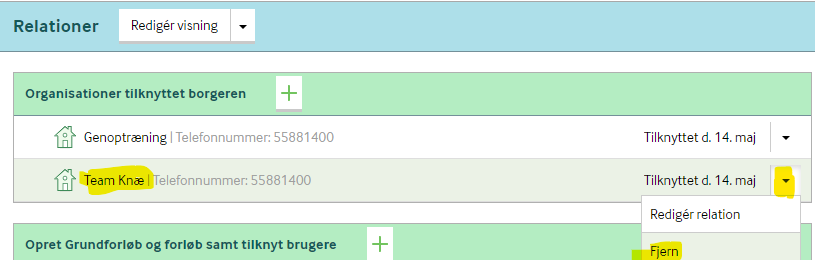 Relationer Redigér visning
Organisationer tilknyttet borgeren
Genoptræning | Telefonnummer: 55881400 Tilknyttet d. 14. maj
Team Knæ | Telefonnummer: 55881400 Tilknyttet d. 14. maj
Redigér relation
Opret Grundforløb og forløb samt tilknyt brugere
Fjern